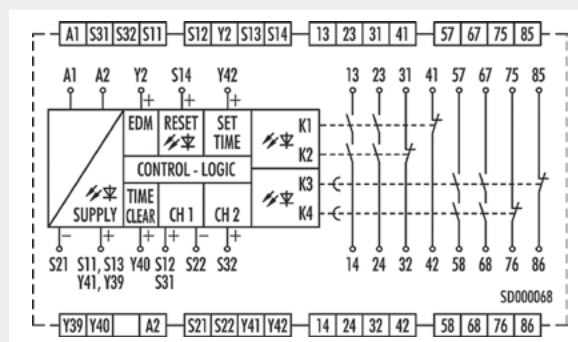 A1 S31 S32 S11 S12 Y2 S13 S14 13 23 31 41 57 67 75 85
A1 A2 Y2 S14 Y42 13 23 31 41 57 67 75 85
+ + +
EDM RESET SET TIME K1
K2
CONTROL - LOGIC
SUPPLY TIME CLEAR CH 1 CH 2 K3
K4
- + + + - +
S21 S11, S13 Y40 S12 S22 S32 14 24 32 42 58 68 76 86
Y41, Y39 S31
SD000068
Y39 Y40 A2 S21 S22 Y41 Y42 14 24 32 42 58 68 76 86